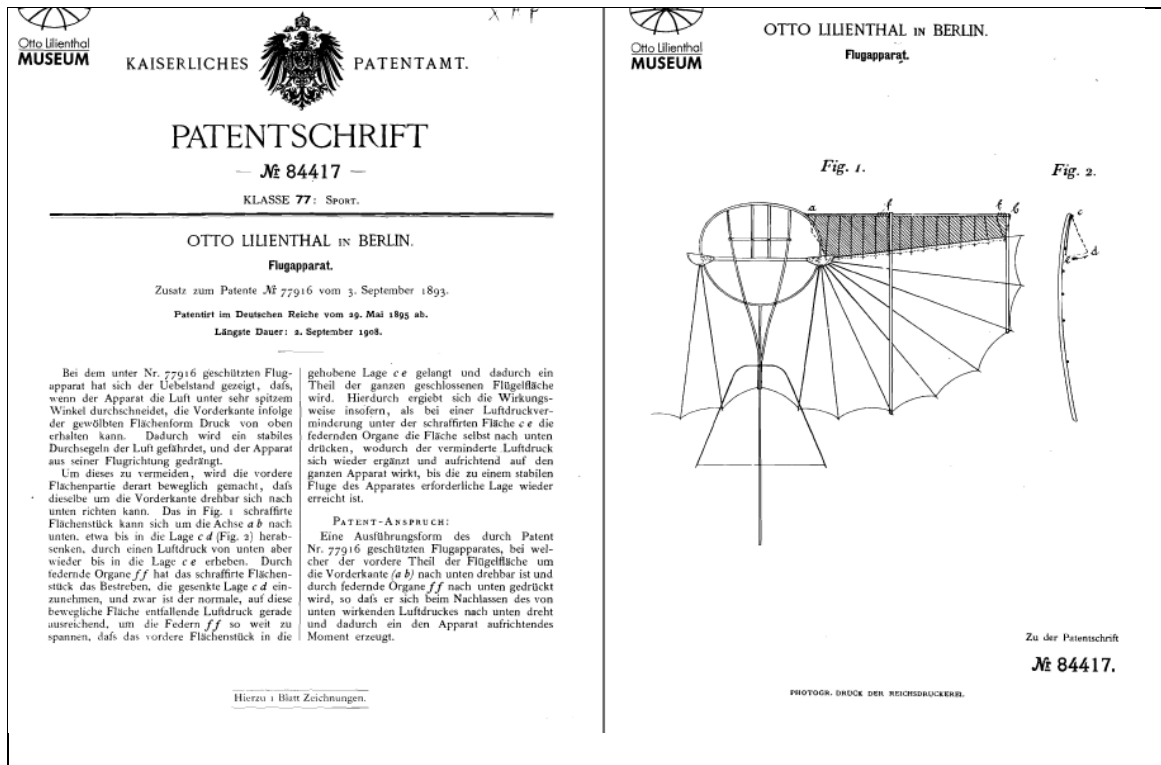 Otto Lilienthal
MUSEUM
KAISERLICHES PATENTAMT.
PATENTSCHRIFT
— № 84417 —
KLASSE 77: SPORT.
OTTO LILIENTHAL IN BERLIN.
Flugapparat.
Zusatz zum Patente № 77916 vom 3. September 1893.
Patentirt im Deutschen Reiche vom 29. Mai 1895 ab.
Längste Dauer: 2. September 1908.
Bei dem unter Nr. 77916 geschützten Flug-
apparat hat sich der Uebelstand gezeigt, daſs,
wenn der Apparat die Luft unter sehr spitzem
Winkel durchschneidet, die Vorderkante infolge
der gewölbten Flächenform Druck von oben
erhalten kann. Dadurch wird ein stabiles
Durchsegeln der Luft gefährdet, und der Apparat
aus seiner Flugrichtung gedrängt.
Um dieses zu vermeiden, wird die vordere
Flächenpartie derart beweglich gemacht, daſs
dieselbe um die Vorderkante drehbar sich nach
unten richten kann. Das in Fig. 1 schraffirte
Flächenstück kann sich um die Achse a b nach
unten, etwa bis in die Lage c d (Fig. 2) herab-
senken, durch einen Luftdruck von unten aber
wieder bis in die Lage c e erheben. Durch
federnde Organe f f hat das schraffirte Flächen-
stück das Bestreben, die gesenkte Lage c d ein-
zunehmen, und zwar ist der normale, auf diese
bewegliche Fläche entfallende Luftdruck gerade
ausreichend, um die Federn f f so weit zu
spannen, daſs das vordere Flächenstück in die
gehobene Lage c e gelangt und dadurch ein
Theil der ganzen geschlossenen Flügelfläche
wird. Hierdurch ergiebt sich die Wirkungs-
weise insofern, als bei einer Luftdruckver-
minderung unter der schraffirten Fläche c e die
federnden Organe die Fläche selbst nach unten
drücken, wodurch der verminderte Luftdruck
sich wieder ergänzt und aufrichtend auf den
ganzen Apparat wirkt, bis die zu einem stabilen
Fluge des Apparates erforderliche Lage wieder
erreicht ist.
PATENT-ANSPRUCH:
Eine Ausführungsform des durch Patent
Nr. 77916 geschützten Flugapparates, bei wel-
cher der vordere Theil der Flügelfläche um
die Vorderkante (a b) nach unten drehbar ist und
durch federnde Organe f f nach unten gedrückt
wird, so daſs er sich beim Nachlassen des von
unten wirkenden Luftdruckes nach unten dreht
und dadurch ein den Apparat aufrichtendes
Moment erzeugt.
Hierzu 1 Blatt Zeichnungen.
Otto Lilienthal
MUSEUM
OTTO LILIENTHAL IN BERLIN.
Flugapparat.
Fig. 1.
Fig. 2.
a f f b
c
e d
Zu der Patentschrift
№ 84417.
PHOTOGR. DRUCK DER REICHSDRUCKEREI.